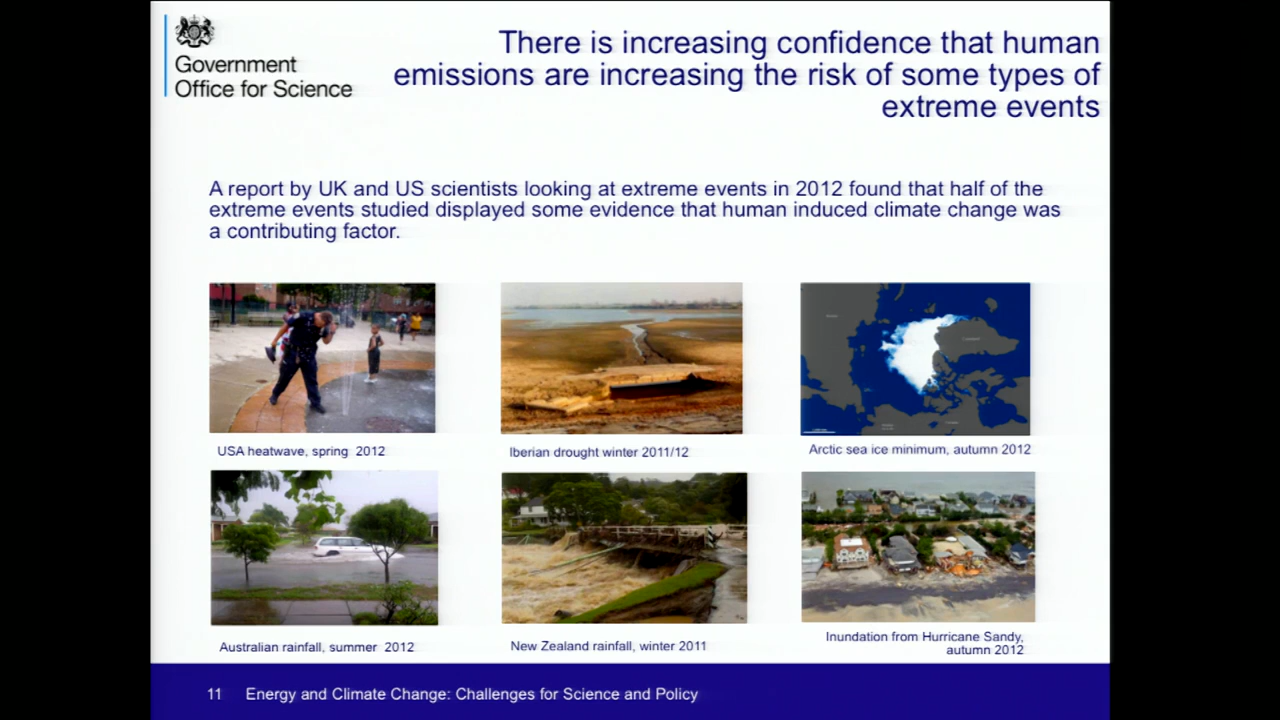 Government
Office for Science
There is increasing confidence that human
emissions are increasing the risk of some types of
extreme events
A report by UK and US scientists looking at extreme events in 2012 found that half of the
extreme events studied displayed some evidence that human induced climate change was
a contributing factor.
USA heatwave, spring 2012
Iberian drought winter 2011/12
Arctic sea ice minimum, autumn 2012
Australian rainfall, summer 2012
New Zealand rainfall, winter 2011
Inundation from Hurricane Sandy,
autumn 2012
11 Energy and Climate Change: Challenges for Science and Policy